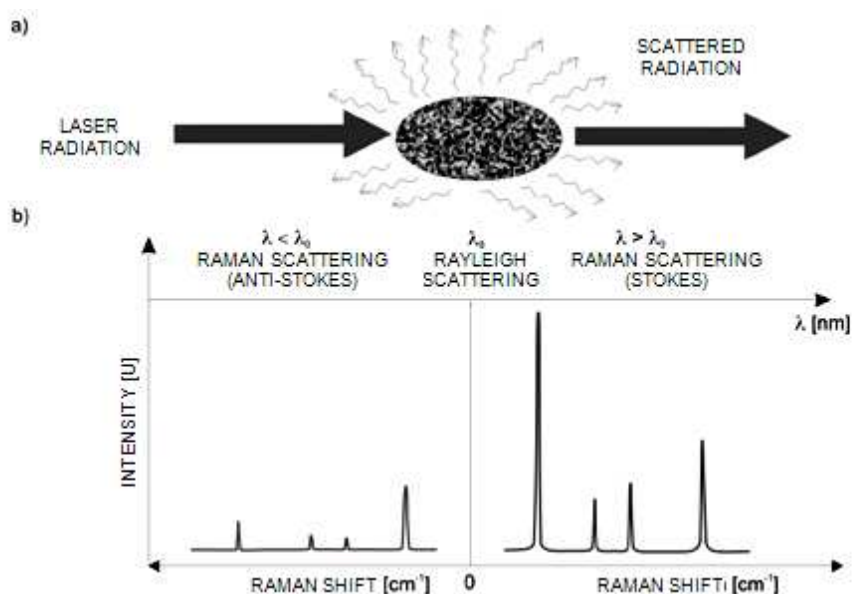 a)
SCATTERED
RADIATION
LASER
RADIATION
b)
λ < λ₀
λ₀
λ > λ₀
RAMAN SCATTERING
(ANTI-STOKES)
RAYLEIGH
SCATTERING
RAMAN SCATTERING
(STOKES)
λ [nm]
INTENSITY [U]
RAMAN SHIFT [cm⁻¹]
0
RAMAN SHIFTı [cm⁻¹]